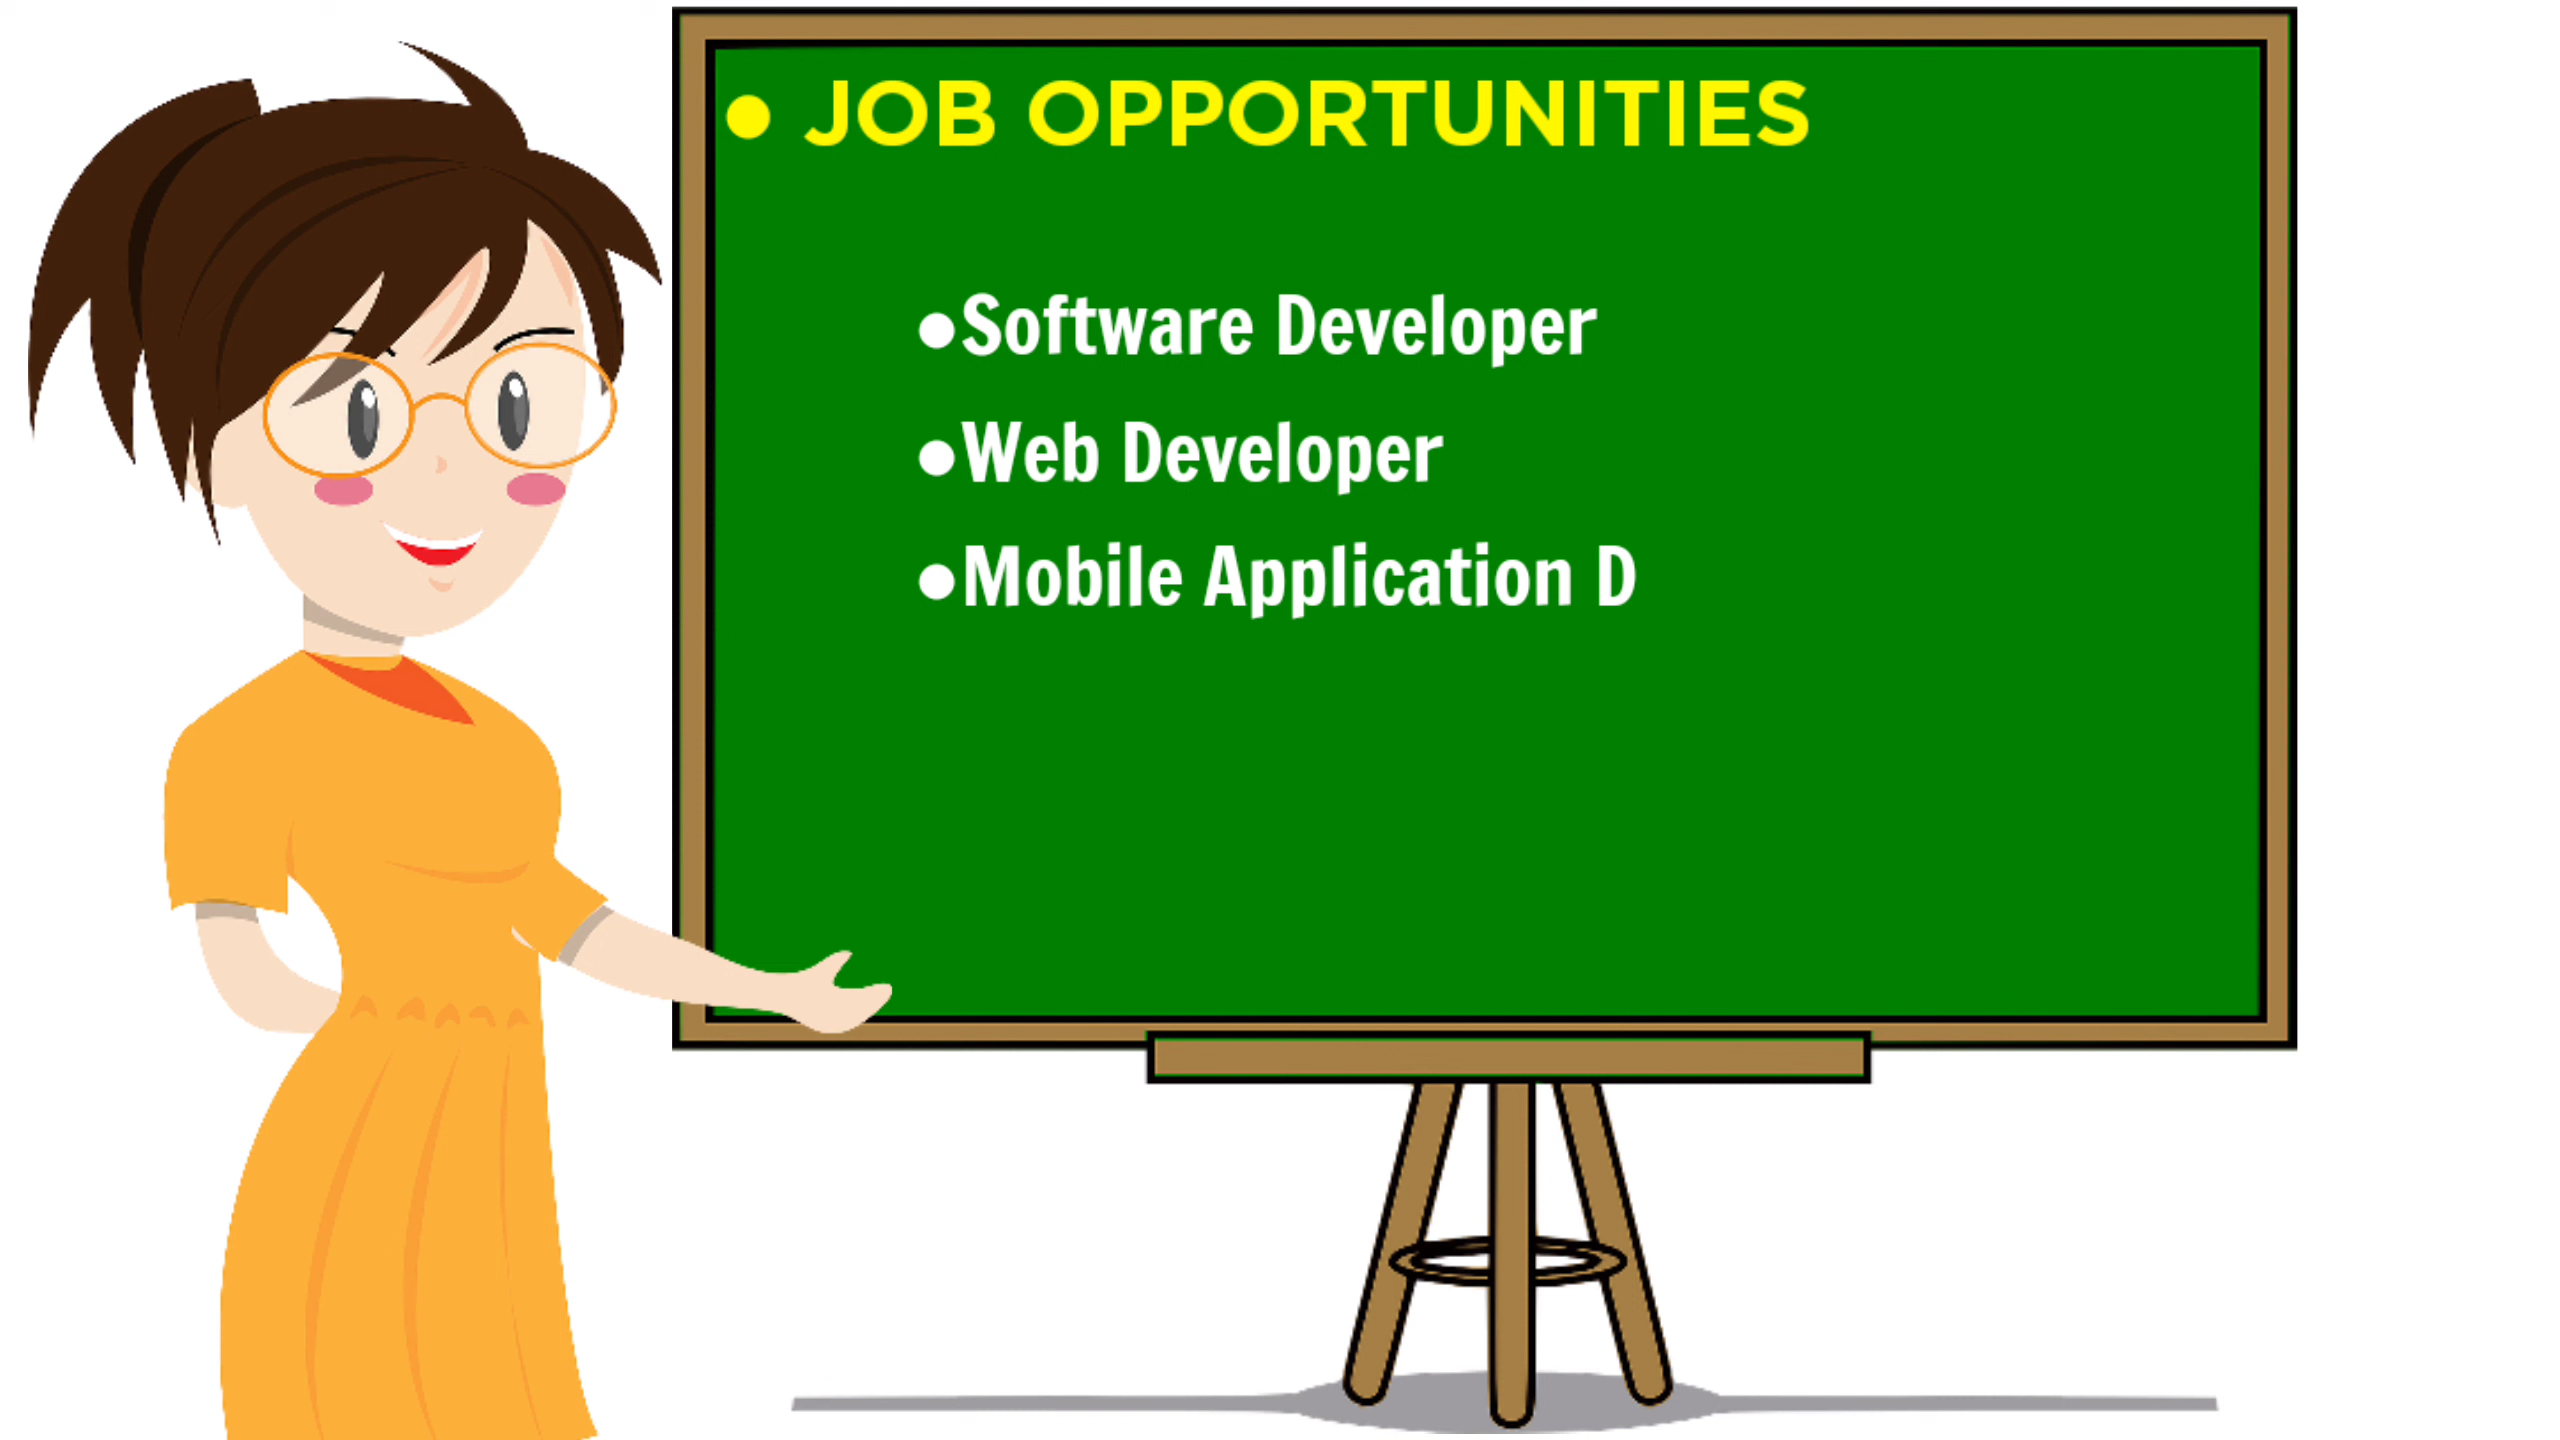 • JOB OPPORTUNITIES
•Software Developer
•Web Developer
•Mobile Application D